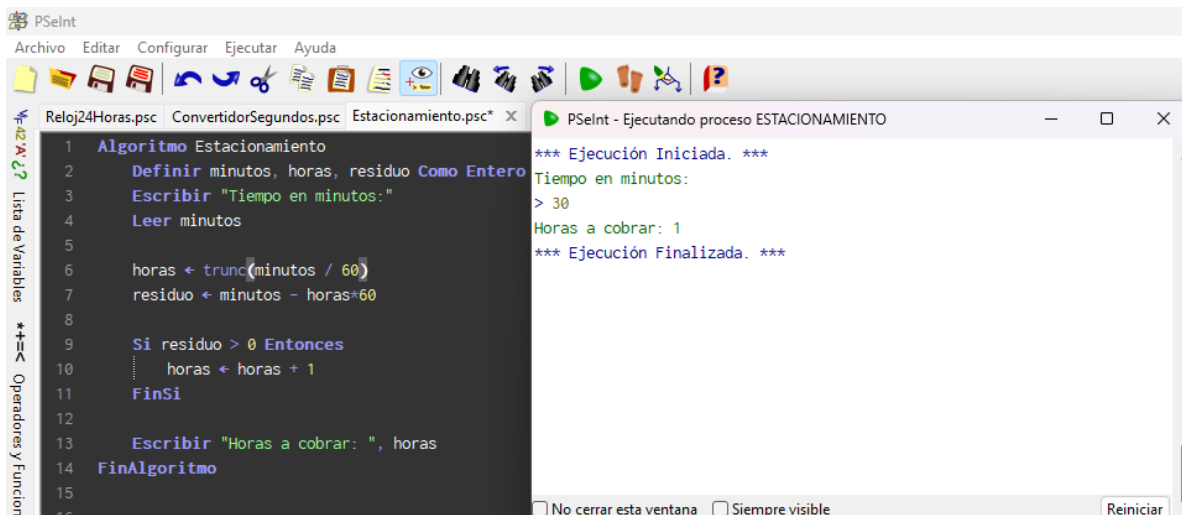 PSeInt
Archivo Editar Configurar Ejecutar Ayuda
Reloj24Horas.psc ConvertidorSegundos.psc Estacionamiento.psc* X
42 'A' ¿?
Lista de Variables
*+=<
Operadores y Funcion
1 Algoritmo Estacionamiento
2 Definir minutos, horas, residuo Como Entero
3 Escribir "Tiempo en minutos:"
4 Leer minutos
5
6 horas ← trunc(minutos / 60)
7 residuo ← minutos - horas*60
8
9 Si residuo > 0 Entonces
10 horas ← horas + 1
11 FinSi
12
13 Escribir "Horas a cobrar: ", horas
14 FinAlgoritmo
15
PSeInt - Ejecutando proceso ESTACIONAMIENTO
*** Ejecución Iniciada. ***
Tiempo en minutos:
> 30
Horas a cobrar: 1
*** Ejecución Finalizada. ***
No cerrar esta ventana Siempre visible Reiniciar